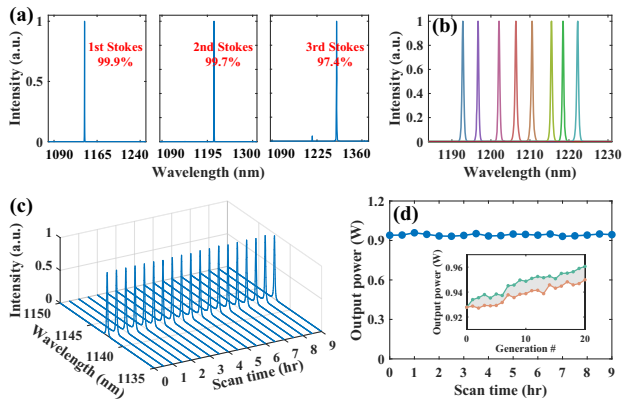 (a)
1st Stokes
99.9%
2nd Stokes
99.7%
3rd Stokes
97.4%
Intensity (a.u.)
1
0.5
0
1090 1165 1240
1090 1195 1300
1090 1225 1360
Wavelength (nm)
(b)
Intensity (a.u.)
1
0.8
0.6
0.4
0.2
0
1190 1200 1210 1220 1230
Wavelength (nm)
(c)
Intensity (a.u.)
1
0.5
0
1150
1145
1140
1135
Wavelength (nm)
0 1 2 3 4 5 6 7 8 9
Scan time (hr)
(d)
Output power (W)
1.2
0.9
0.6
0.3
0
0 1 2 3 4 5 6 7 8 9
Scan time (hr)
Output power (W)
0.96
0.94
0.92
0 10 20
Generation #